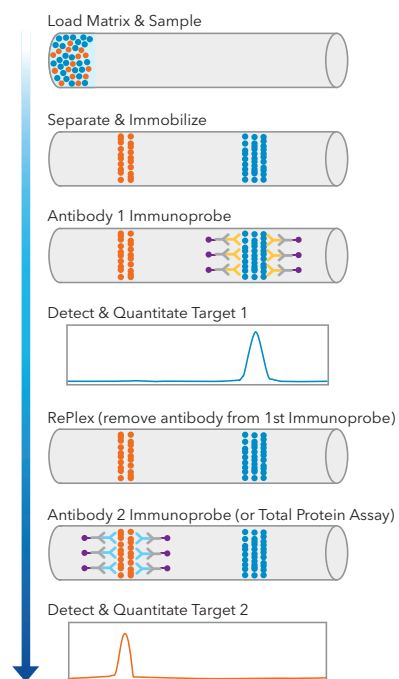 Load Matrix & Sample
Separate & Immobilize
Antibody 1 Immunoprobe
Detect & Quantitate Target 1
RePlex (remove antibody from 1st Immunoprobe)
Antibody 2 Immunoprobe (or Total Protein Assay)
Detect & Quantitate Target 2